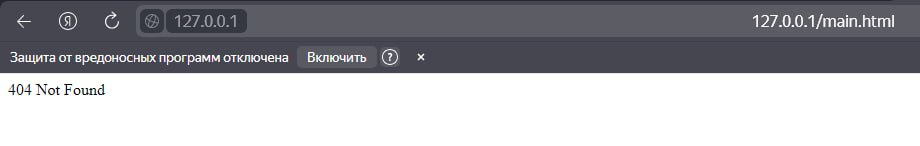 Я 127.0.0.1 127.0.0.1/main.html
Защита от вредоносных программ отключена Включить ? ×
404 Not Found